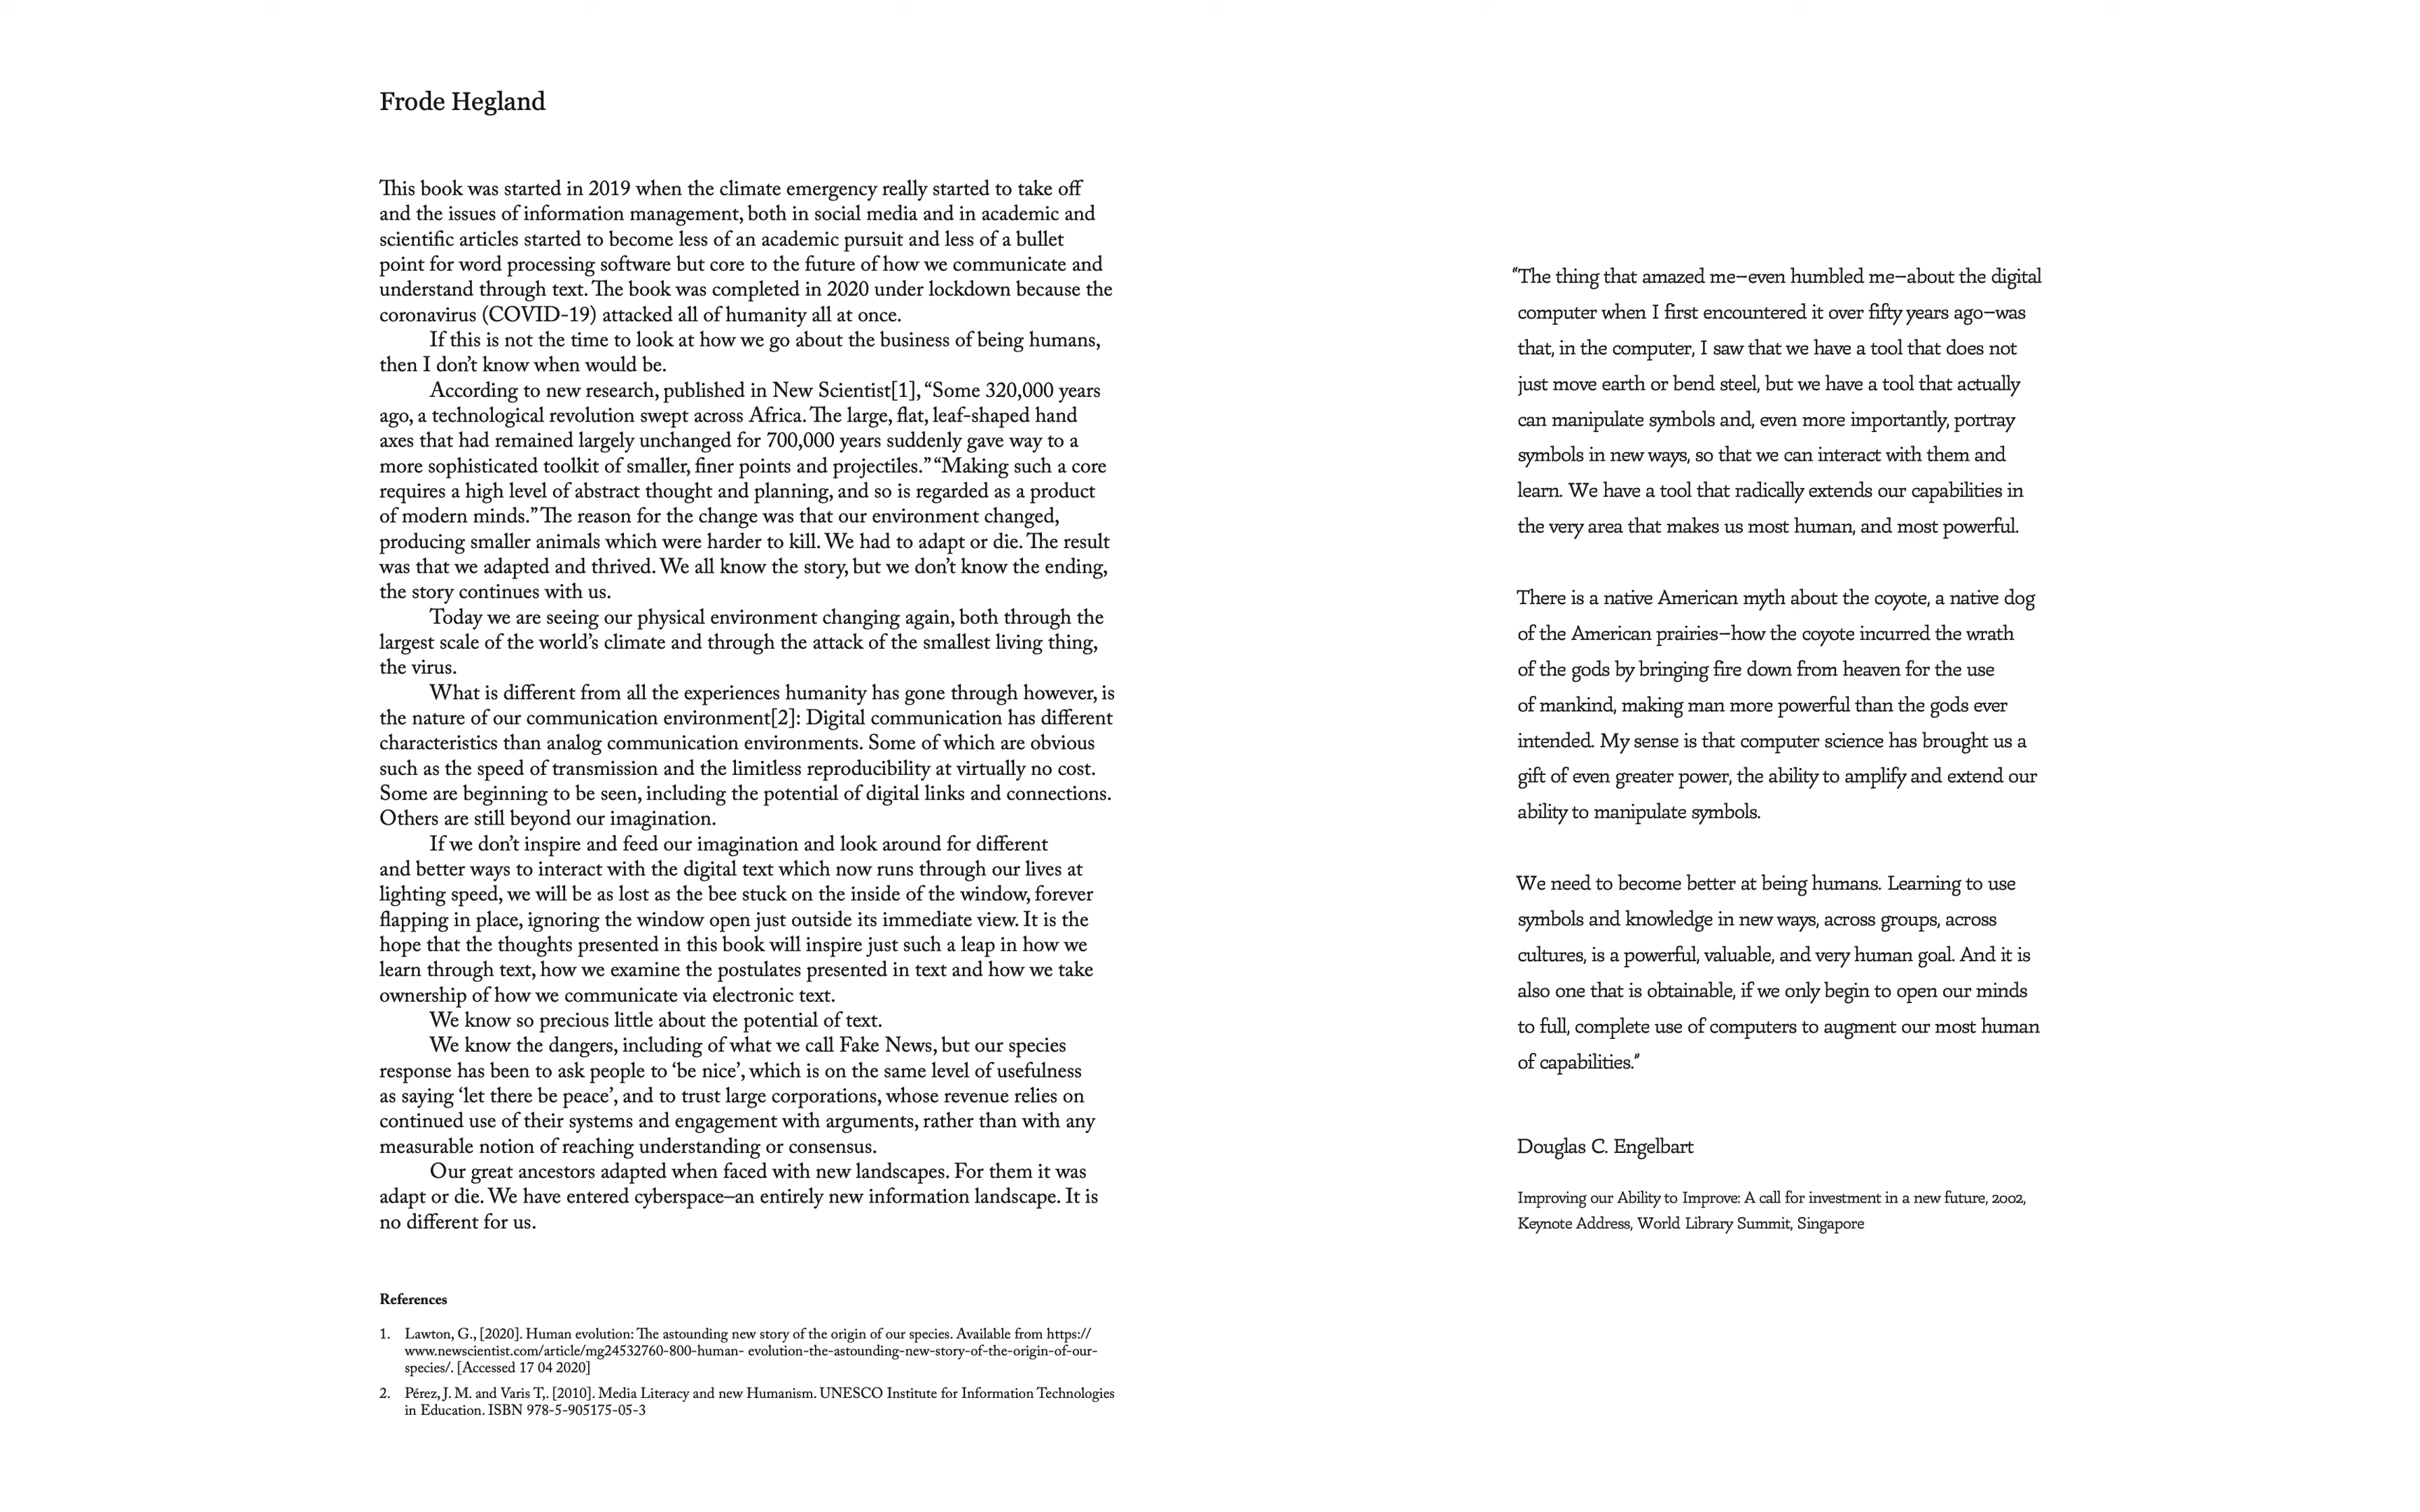 Frode Hegland
This book was started in 2019 when the climate emergency really started to take off
and the issues of information management, both in social media and in academic and
scientific articles started to become less of an academic pursuit and less of a bullet
point for word processing software but core to the future of how we communicate and
understand through text. The book was completed in 2020 under lockdown because the
coronavirus (COVID-19) attacked all of humanity all at once.
If this is not the time to look at how we go about the business of being humans,
then I don’t know when would be.
According to new research, published in New Scientist[1], “Some 320,000 years
ago, a technological revolution swept across Africa. The large, flat, leaf-shaped hand
axes that had remained largely unchanged for 700,000 years suddenly gave way to a
more sophisticated toolkit of smaller, finer points and projectiles.” “Making such a core
requires a high level of abstract thought and planning, and so is regarded as a product
of modern minds.” The reason for the change was that our environment changed,
producing smaller animals which were harder to kill. We had to adapt or die. The result
was that we adapted and thrived. We all know the story, but we don’t know the ending,
the story continues with us.
Today we are seeing our physical environment changing again, both through the
largest scale of the world’s climate and through the attack of the smallest living thing,
the virus.
What is different from all the experiences humanity has gone through however, is
the nature of our communication environment[2]: Digital communication has different
characteristics than analog communication environments. Some of which are obvious
such as the speed of transmission and the limitless reproducibility at virtually no cost.
Some are beginning to be seen, including the potential of digital links and connections.
Others are still beyond our imagination.
If we don’t inspire and feed our imagination and look around for different
and better ways to interact with the digital text which now runs through our lives at
lighting speed, we will be as lost as the bee stuck on the inside of the window, forever
flapping in place, ignoring the window open just outside its immediate view. It is the
hope that the thoughts presented in this book will inspire just such a leap in how we
learn through text, how we examine the postulates presented in text and how we take
ownership of how we communicate via electronic text.
We know so precious little about the potential of text.
We know the dangers, including of what we call Fake News, but our species
response has been to ask people to ‘be nice’, which is on the same level of usefulness
as saying ‘let there be peace’, and to trust large corporations, whose revenue relies on
continued use of their systems and engagement with arguments, rather than with any
measurable notion of reaching understanding or consensus.
Our great ancestors adapted when faced with new landscapes. For them it was
adapt or die. We have entered cyberspace–an entirely new information landscape. It is
no different for us.
References
1. Lawton, G., [2020]. Human evolution: The astounding new story of the origin of our species. Available from https://
www.newscientist.com/article/mg24532760-800-human- evolution-the-astounding-new-story-of-the-origin-of-our-
species/. [Accessed 17 04 2020]
2. Pérez, J. M. and Varis T,. [2010]. Media Literacy and new Humanism. UNESCO Institute for Information Technologies
in Education. ISBN 978-5-905175-05-3
“The thing that amazed me–even humbled me–about the digital
computer when I first encountered it over fifty years ago–was
that, in the computer, I saw that we have a tool that does not
just move earth or bend steel, but we have a tool that actually
can manipulate symbols and, even more importantly, portray
symbols in new ways, so that we can interact with them and
learn. We have a tool that radically extends our capabilities in
the very area that makes us most human, and most powerful.
There is a native American myth about the coyote, a native dog
of the American prairies–how the coyote incurred the wrath
of the gods by bringing fire down from heaven for the use
of mankind, making man more powerful than the gods ever
intended. My sense is that computer science has brought us a
gift of even greater power, the ability to amplify and extend our
ability to manipulate symbols.
We need to become better at being humans. Learning to use
symbols and knowledge in new ways, across groups, across
cultures, is a powerful, valuable, and very human goal. And it is
also one that is obtainable, if we only begin to open our minds
to full, complete use of computers to augment our most human
of capabilities.”
Douglas C. Engelbart
Improving our Ability to Improve: A call for investment in a new future, 2002,
Keynote Address, World Library Summit, Singapore